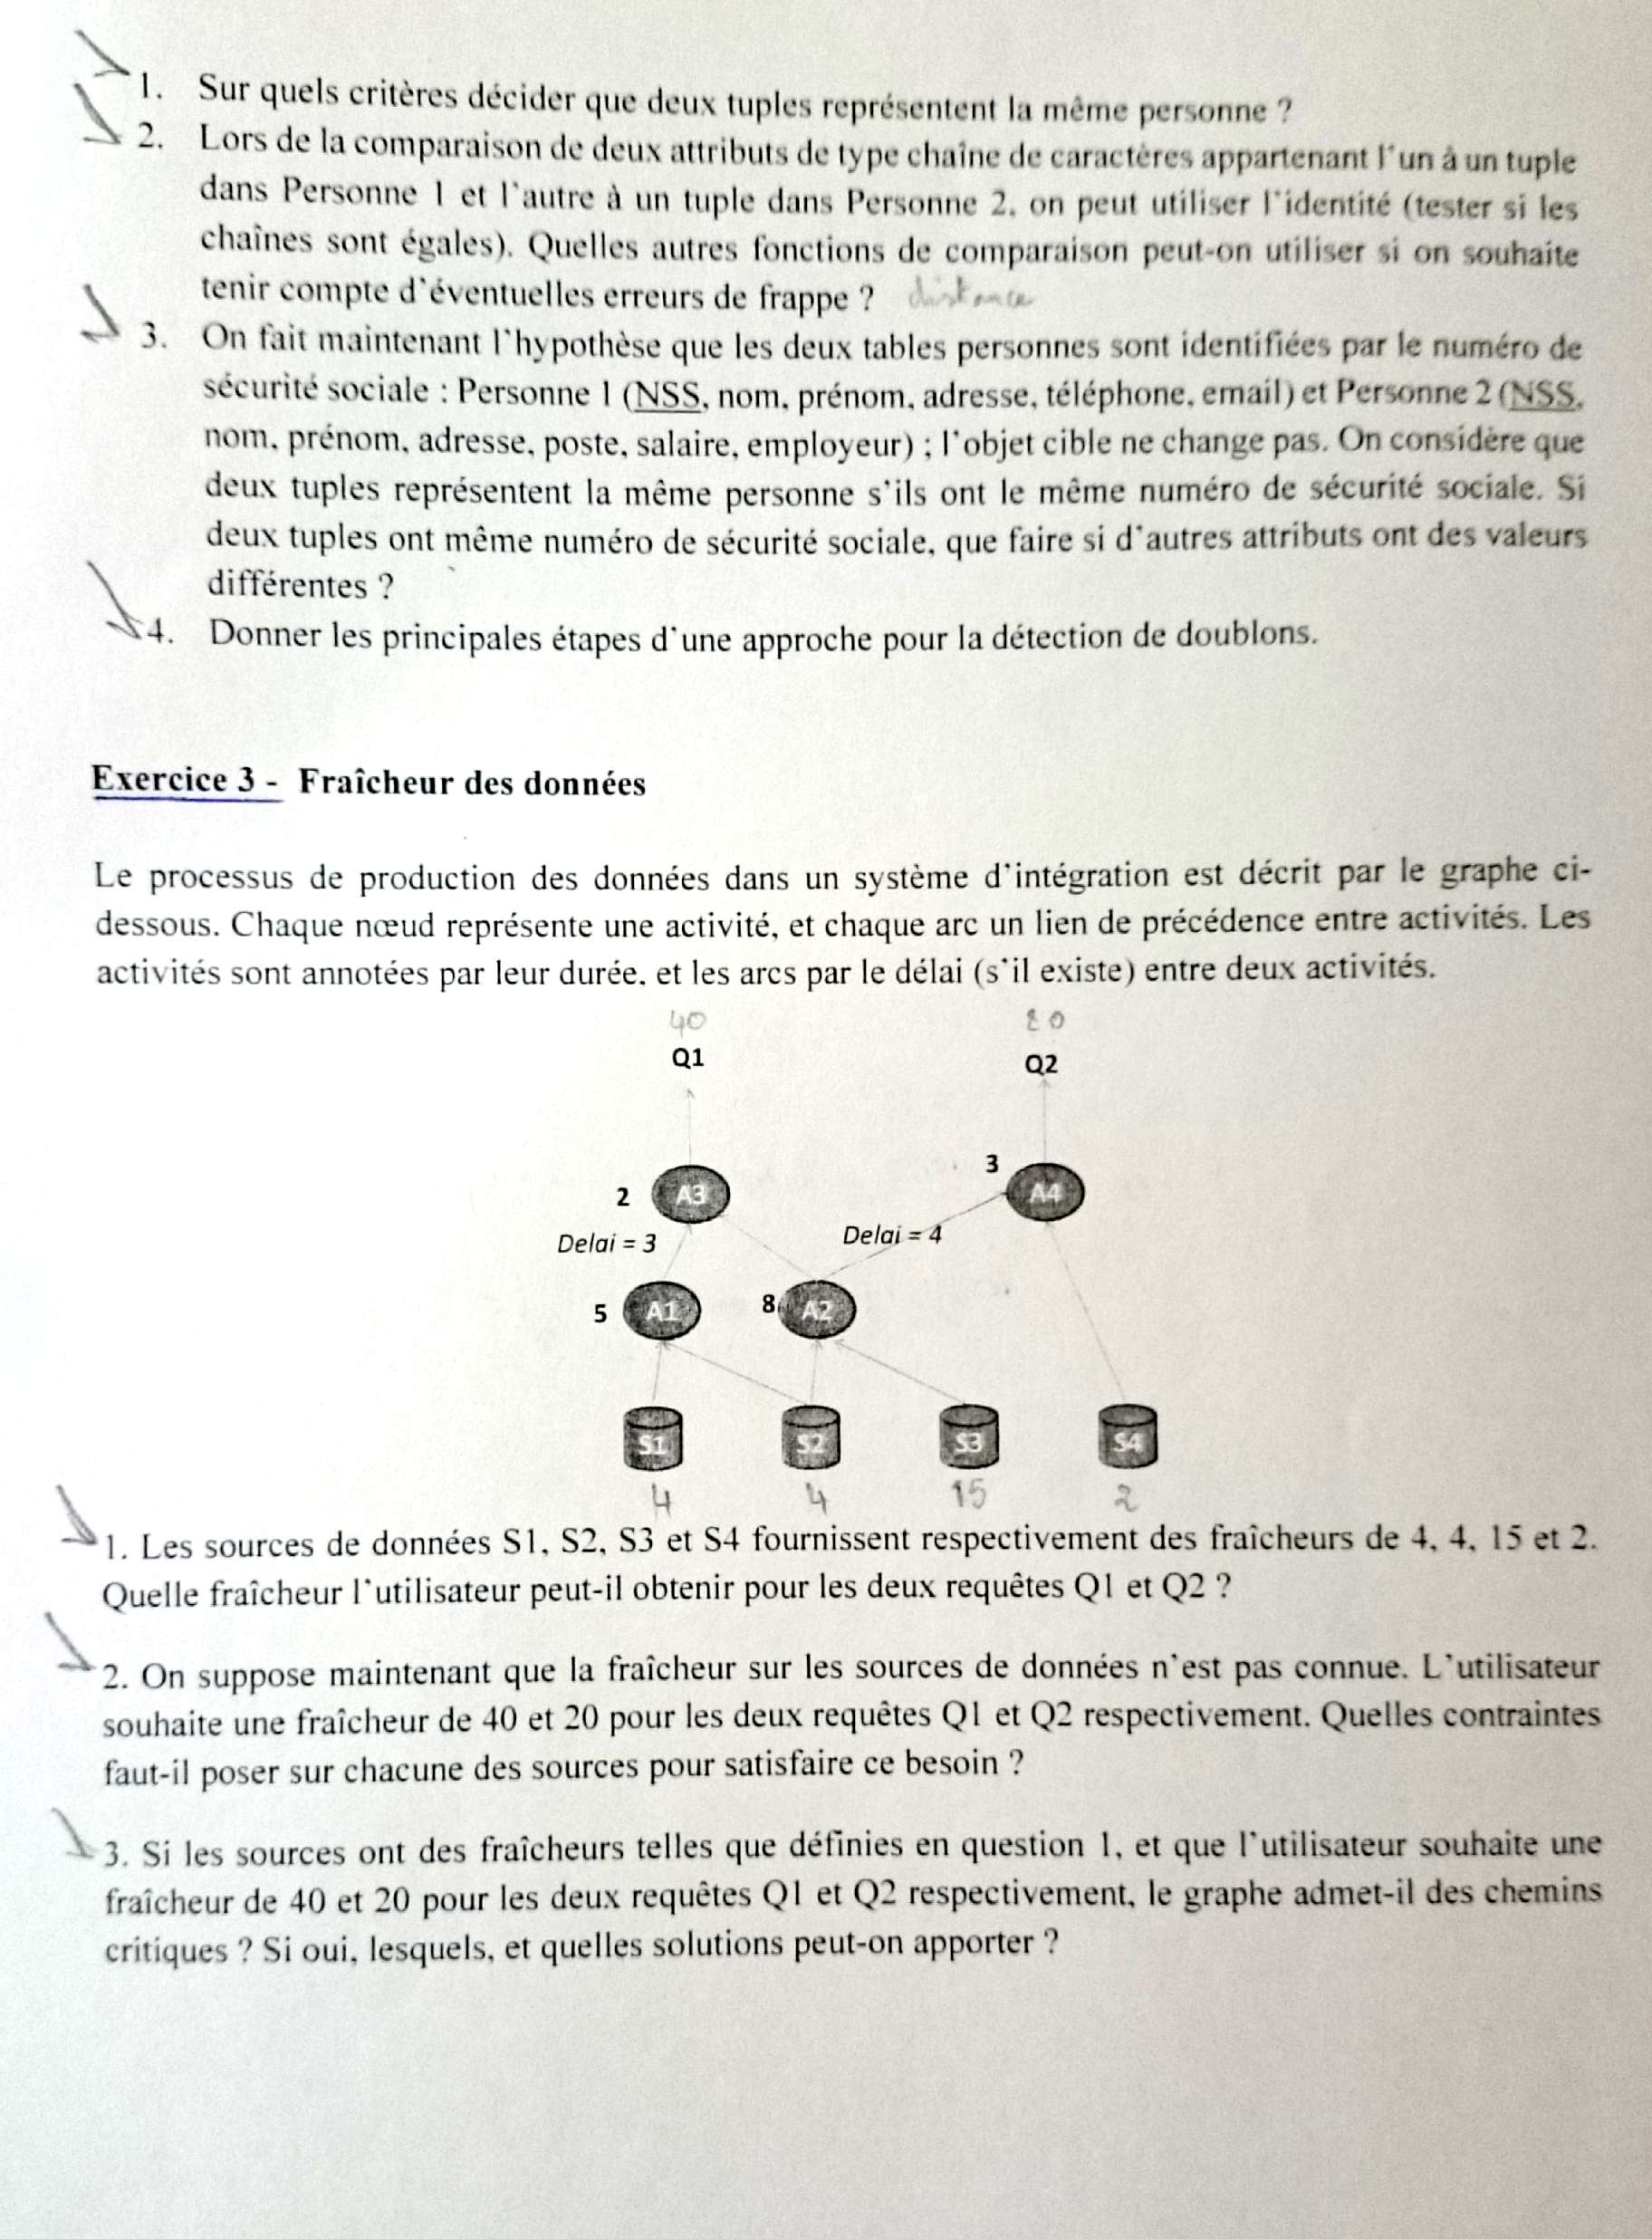 1. Sur quels critères décider que deux tuples représentent la même personne ?
2. Lors de la comparaison de deux attributs de type chaîne de caractères appartenant l'un à un tuple
dans Personne 1 et l'autre à un tuple dans Personne 2, on peut utiliser l'identité (tester si les
chaînes sont égales). Quelles autres fonctions de comparaison peut-on utiliser si on souhaite
tenir compte d'éventuelles erreurs de frappe ? distance
3. On fait maintenant l'hypothèse que les deux tables personnes sont identifiées par le numéro de
sécurité sociale : Personne 1 (NSS, nom, prénom, adresse, téléphone, email) et Personne 2 (NSS,
nom, prénom, adresse, poste, salaire, employeur) ; l'objet cible ne change pas. On considère que
deux tuples représentent la même personne s'ils ont le même numéro de sécurité sociale. Si
deux tuples ont même numéro de sécurité sociale, que faire si d'autres attributs ont des valeurs
différentes ?
4. Donner les principales étapes d'une approche pour la détection de doublons.
Exercice 3 - Fraîcheur des données
Le processus de production des données dans un système d'intégration est décrit par le graphe ci-
dessous. Chaque nœud représente une activité, et chaque arc un lien de précédence entre activités. Les
activités sont annotées par leur durée, et les arcs par le délai (s'il existe) entre deux activités.
40 20
Q1 Q2
3
2 A3 A4
Delai = 3 Delai = 4
5 A1 8 A2
S1 S2 S3 S4
4 4 15 2
1. Les sources de données S1, S2, S3 et S4 fournissent respectivement des fraîcheurs de 4, 4, 15 et 2.
Quelle fraîcheur l'utilisateur peut-il obtenir pour les deux requêtes Q1 et Q2 ?
2. On suppose maintenant que la fraîcheur sur les sources de données n'est pas connue. L'utilisateur
souhaite une fraîcheur de 40 et 20 pour les deux requêtes Q1 et Q2 respectivement. Quelles contraintes
faut-il poser sur chacune des sources pour satisfaire ce besoin ?
3. Si les sources ont des fraîcheurs telles que définies en question 1, et que l'utilisateur souhaite une
fraîcheur de 40 et 20 pour les deux requêtes Q1 et Q2 respectivement, le graphe admet-il des chemins
critiques ? Si oui, lesquels, et quelles solutions peut-on apporter ?